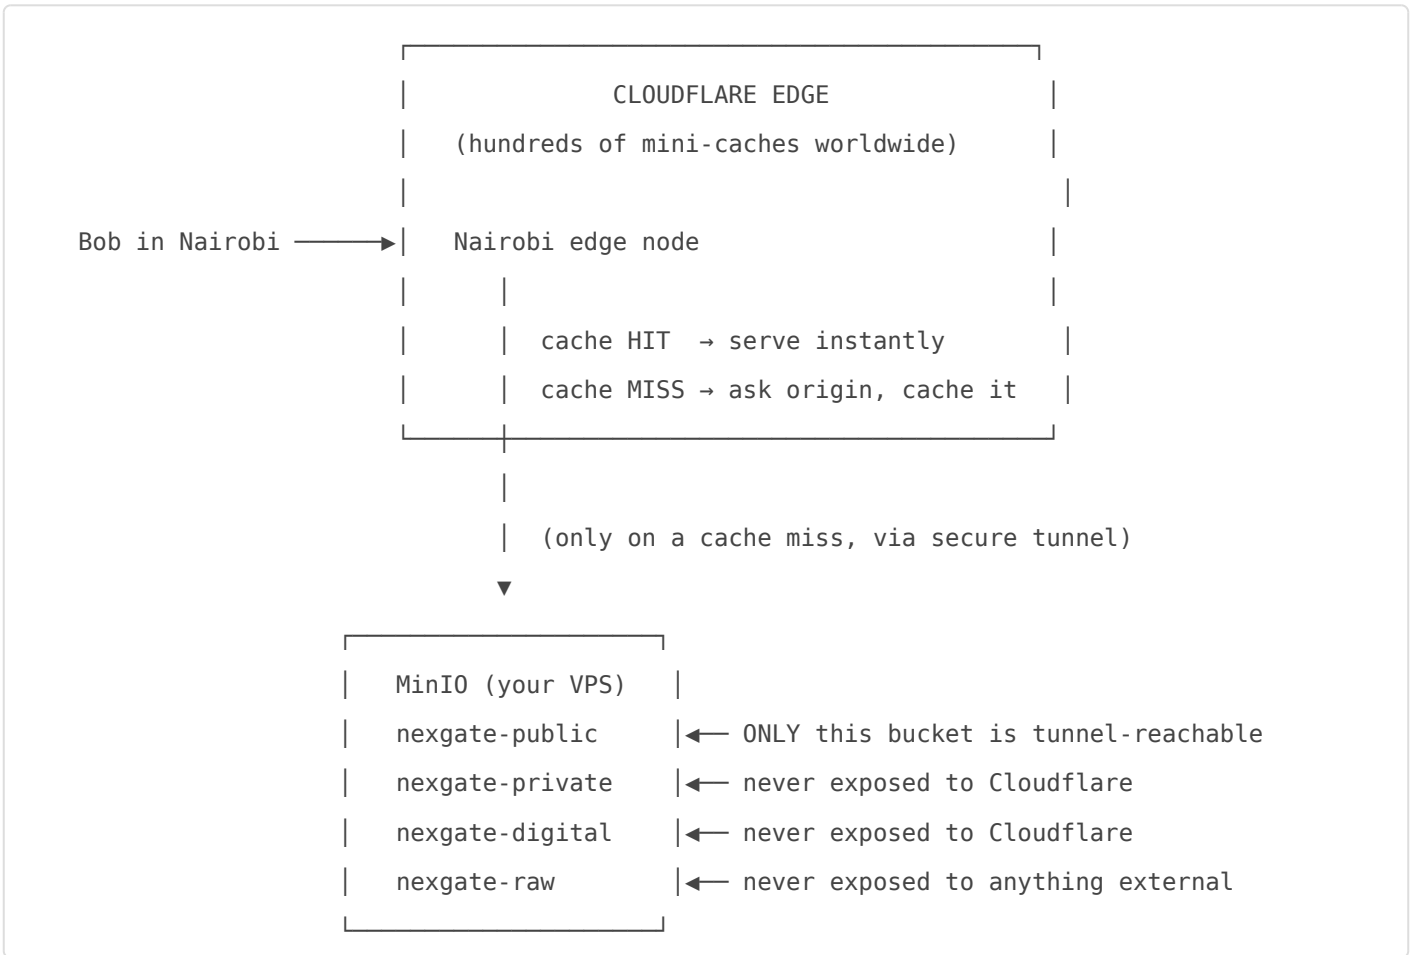 CLOUDFLARE EDGE
(hundreds of mini-caches worldwide)
Bob in Nairobi ──────▶│ Nairobi edge node
cache HIT → serve instantly
cache MISS → ask origin, cache it
(only on a cache miss, via secure tunnel)
▼
MinIO (your VPS)
nexgate-public │◀── ONLY this bucket is tunnel-reachable
nexgate-private │◀── never exposed to Cloudflare
nexgate-digital │◀── never exposed to Cloudflare
nexgate-raw │◀── never exposed to anything external